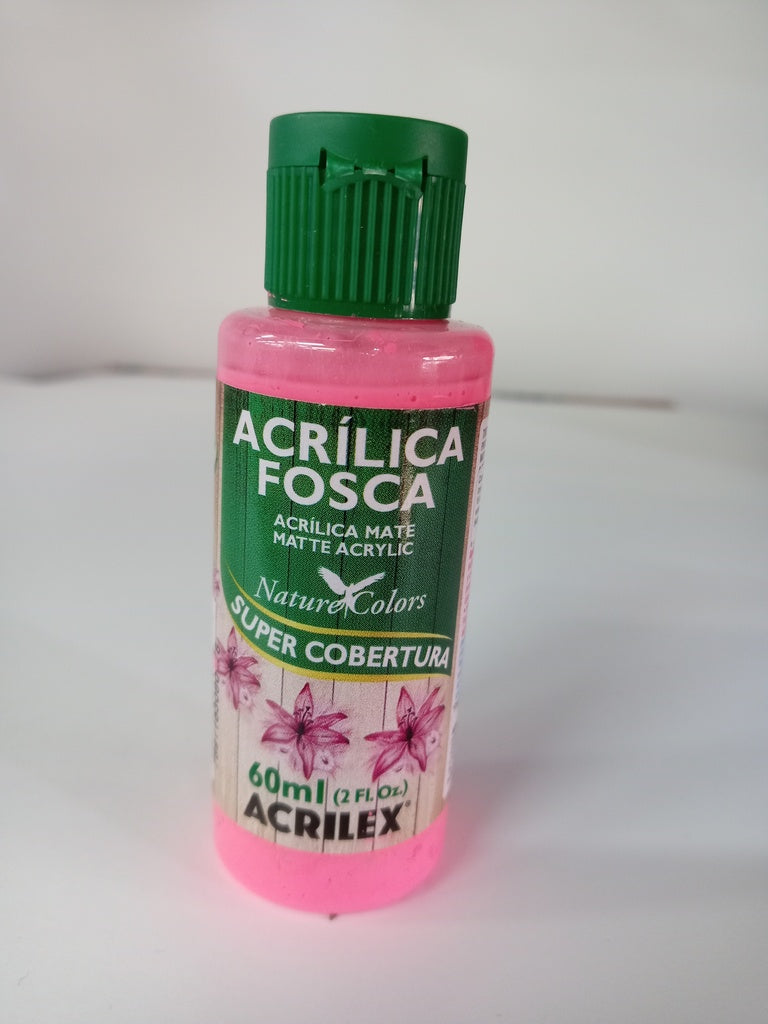 ACRÍLICA
FOSCA
ACRÍLICA MATE
MATTE ACRYLIC
Nature Colors
SUPER COBERTURA
60ml (2 Fl. Oz.)
ACRILEX®